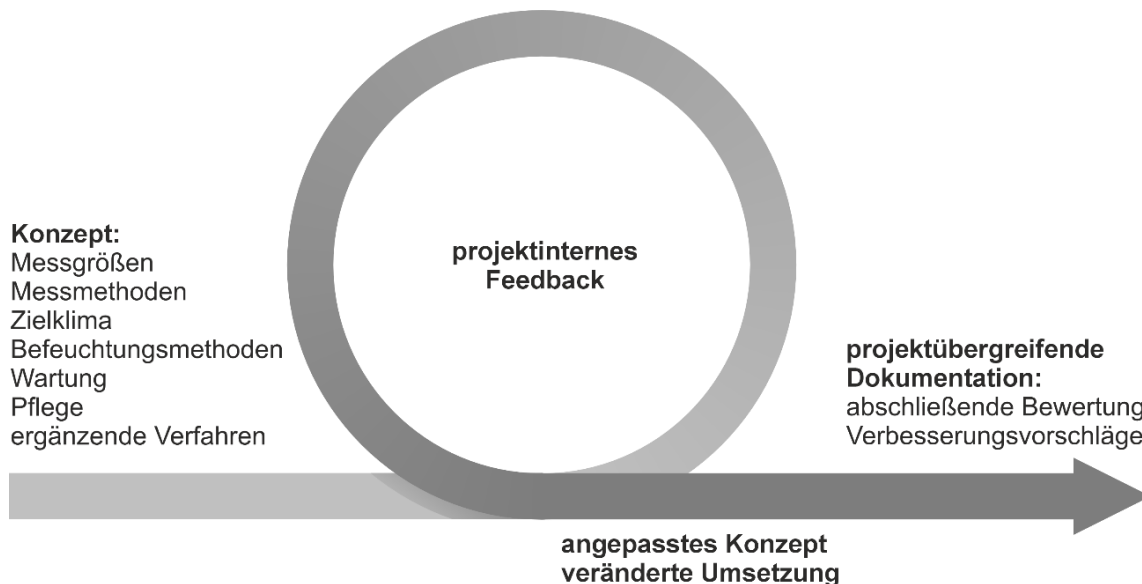 Konzept:
Messgrößen
Messmethoden
Zielklima
Befeuchtungsmethoden
Wartung
Pflege
ergänzende Verfahren
projektinternes
Feedback
projektübergreifende
Dokumentation:
abschließende Bewertung
Verbesserungsvorschläge
angepasstes Konzept
veränderte Umsetzung